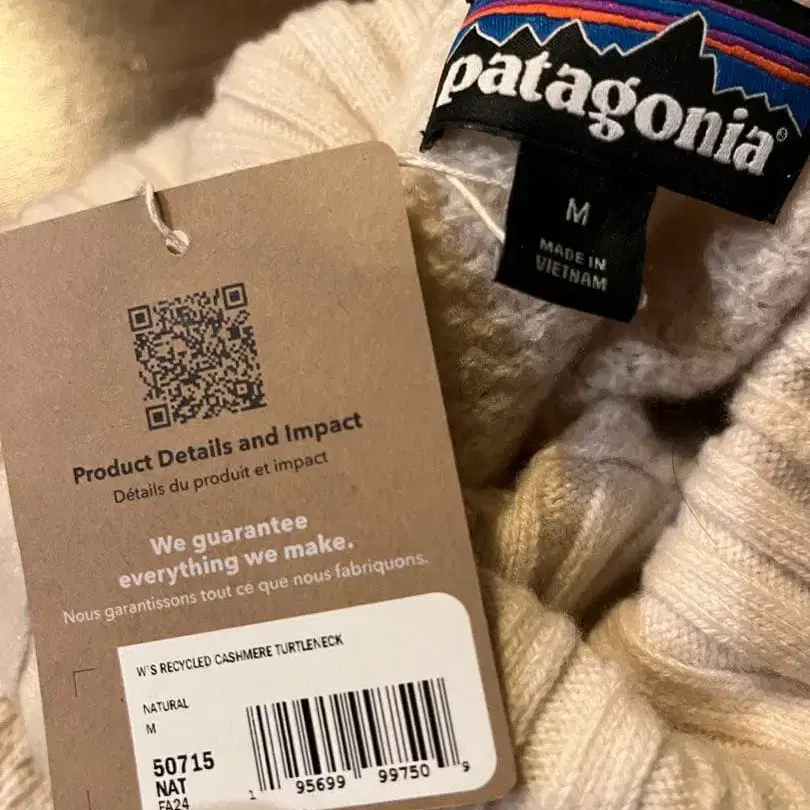 patagonia®
M
MADE IN
VIETNAM
Product Details and Impact
Détails du produit et impact
We guarantee
everything we make.
Nous garantissons tout ce que nous fabriquons.
W'S RECYCLED CASHMERE TURTLENECK
NATURAL
M
50715
NAT
FA24
1 95699 99750 9